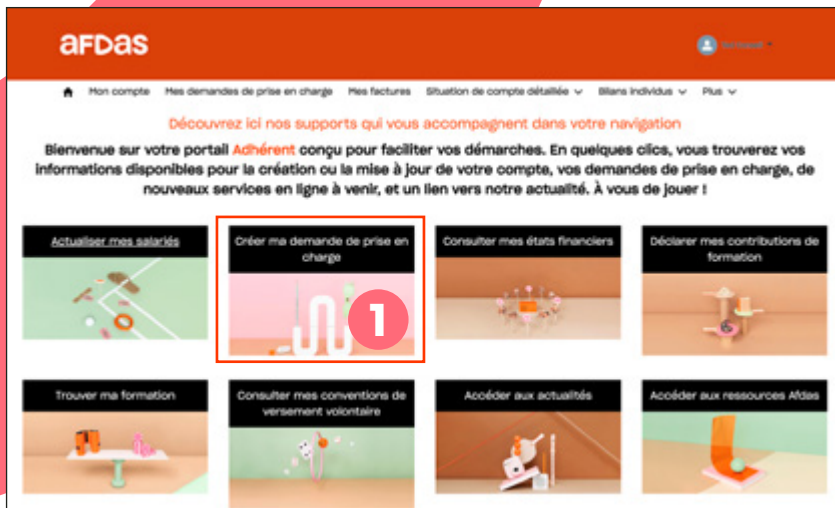 aFDas
Mon compte Mes demandes de prise en charge Mes factures Situation de compte détaillée Bilans individus Plus
Découvrez ici nos supports qui vous accompagnent dans votre navigation
Bienvenue sur votre portail Adhérent conçu pour faciliter vos démarches. En quelques clics, vous trouverez vos
informations disponibles pour la création ou la mise à jour de votre compte, vos demandes de prise en charge, de
nouveaux services en ligne à venir, et un lien vers notre actualité. À vous de jouer !
Actualiser mes salariés
Créer ma demande de prise en
charge
Consulter mes états financiers
Déclarer mes contributions de
formation
1
Trouver ma formation
Consulter mes conventions de
versement volontaire
Accéder aux actualités
Accéder aux ressources Afdas